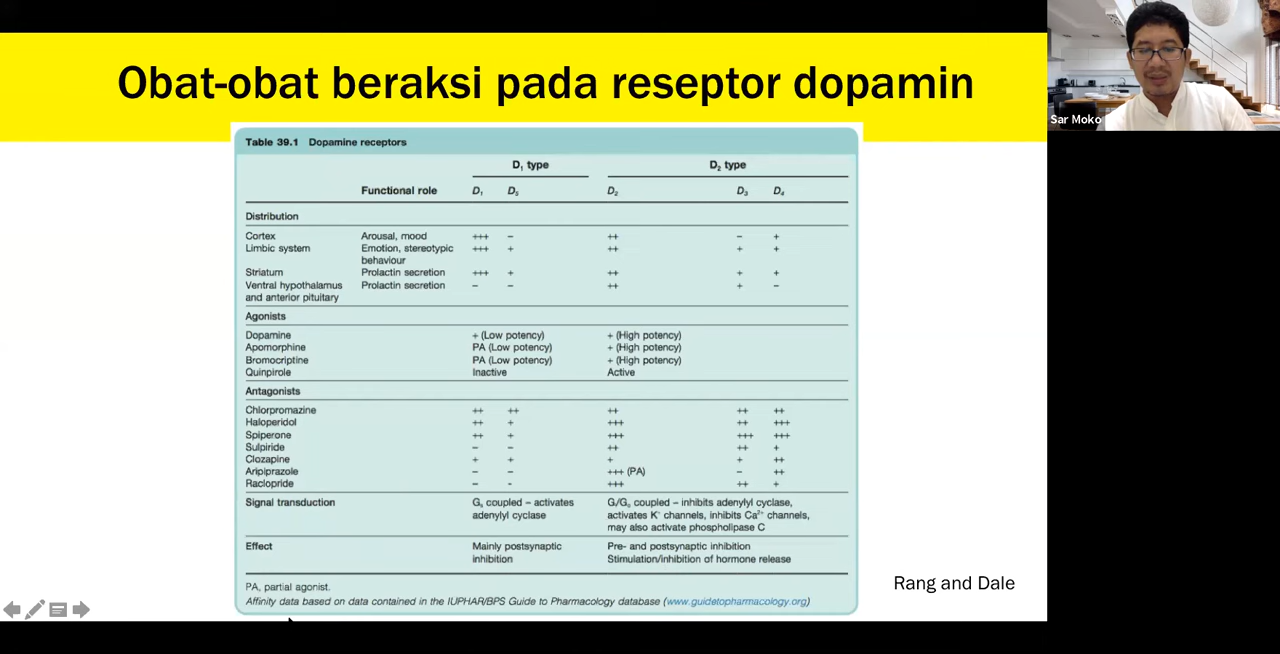 Obat-obat beraksi pada reseptor dopamin
Sar Moko
Table 39.1 Dopamine receptors
D₁ type D₂ type
Functional role D₁ D₅ D₂ D₃ D₄
Distribution
Cortex Arousal, mood +++ – ++ – +
Limbic system Emotion, stereotypic +++ + ++ + +
behaviour
Striatum Prolactin secretion +++ + ++ + +
Ventral hypothalamus Prolactin secretion – – ++ + –
and anterior pituitary
Agonists
Dopamine + (Low potency) + (High potency)
Apomorphine PA (Low potency) + (High potency)
Bromocriptine PA (Low potency) + (High potency)
Quinpirole Inactive Active
Antagonists
Chlorpromazine ++ ++ ++ ++ ++
Haloperidol ++ + +++ ++ +++
Spiperone ++ + +++ +++ +++
Sulpiride – – ++ ++ +
Clozapine + + + + ++
Aripiprazole – – +++ (PA) – ++
Raclopride – - +++ ++ +
Signal transduction Gₛ coupled – activates G/Gₒ coupled – inhibits adenylyl cyclase,
adenylyl cyclase activates K⁺ channels, inhibits Ca²⁺ channels,
may also activate phospholipase C
Effect Mainly postsynaptic Pre- and postsynaptic inhibition
inhibition Stimulation/inhibition of hormone release
PA, partial agonist.
Affinity data based on data contained in the IUPHAR/BPS Guide to Pharmacology database (www.guidetopharmacology.org)
Rang and Dale